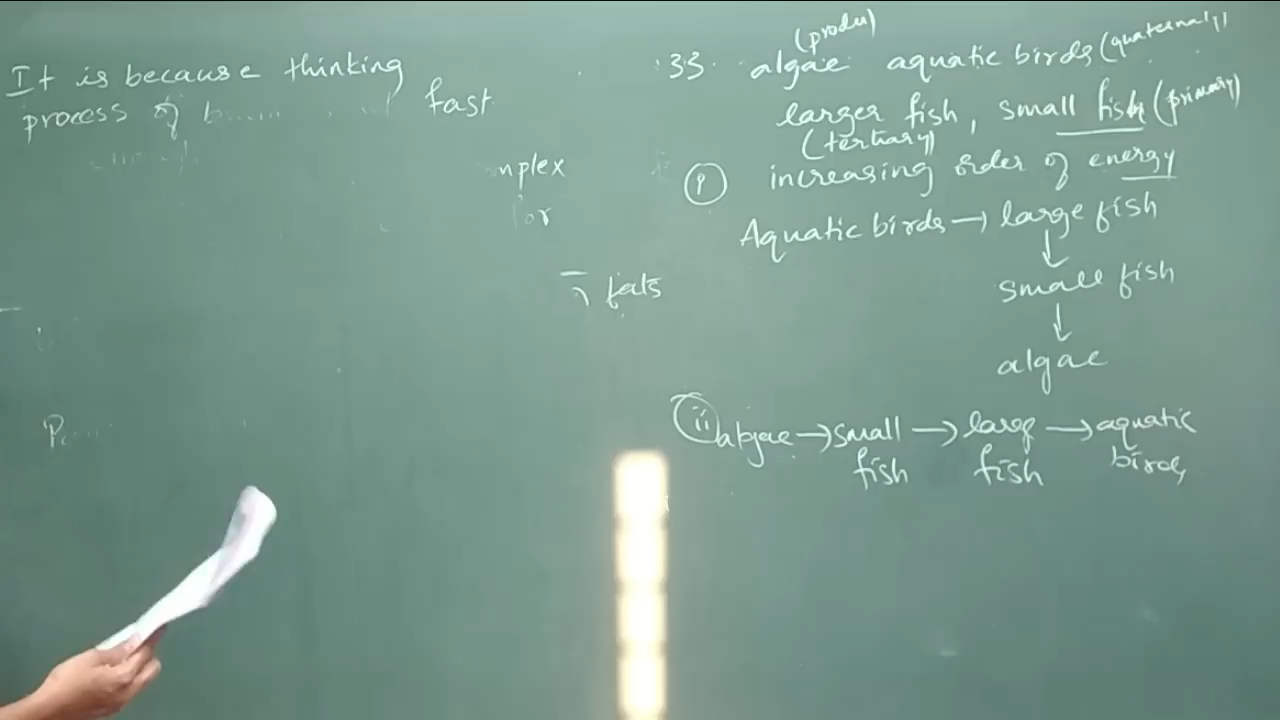 It is because thinking
process of
fast
nplex
for
fats
(produ)
33. algae aquatic birds (quaternary)
larger fish, small fish (primary)
(tertiary)
increasing order of energy
Aquatic birds → large fish
↓
small fish
↓
algae
(ii) algae → small → large → aquatic
fish fish birds